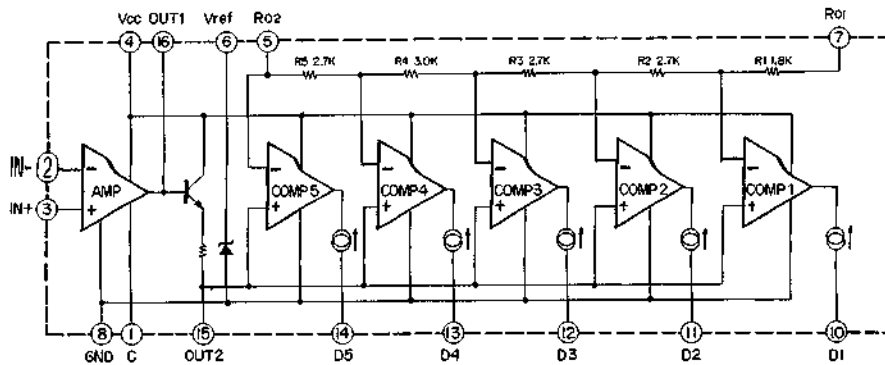 Vcc OUT1 Vref RO2 RO1
4 16 6 5 7
R5 2.7K R4 3.0K R3 2.7K R2 2.7K R1 1.8K
IN- 2 - AMP
IN+ 3 +
- COMP5 +
- COMP4 +
- COMP3 +
- COMP2 +
- COMP1 +
8 1 15 14 13 12 11 10
GND C OUT2 D5 D4 D3 D2 D1